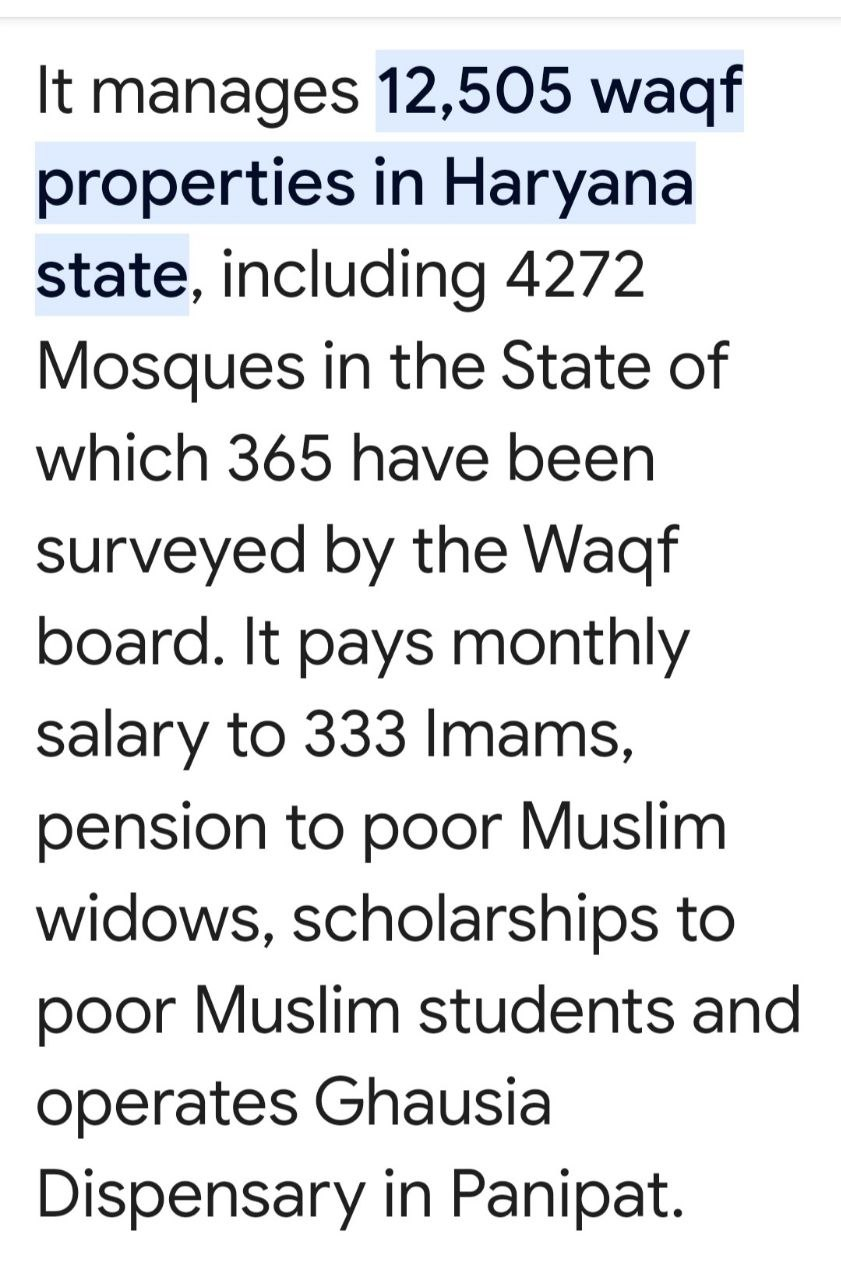 It manages 12,505 waqf
properties in Haryana
state, including 4272
Mosques in the State of
which 365 have been
surveyed by the Waqf
board. It pays monthly
salary to 333 Imams,
pension to poor Muslim
widows, scholarships to
poor Muslim students and
operates Ghausia
Dispensary in Panipat.